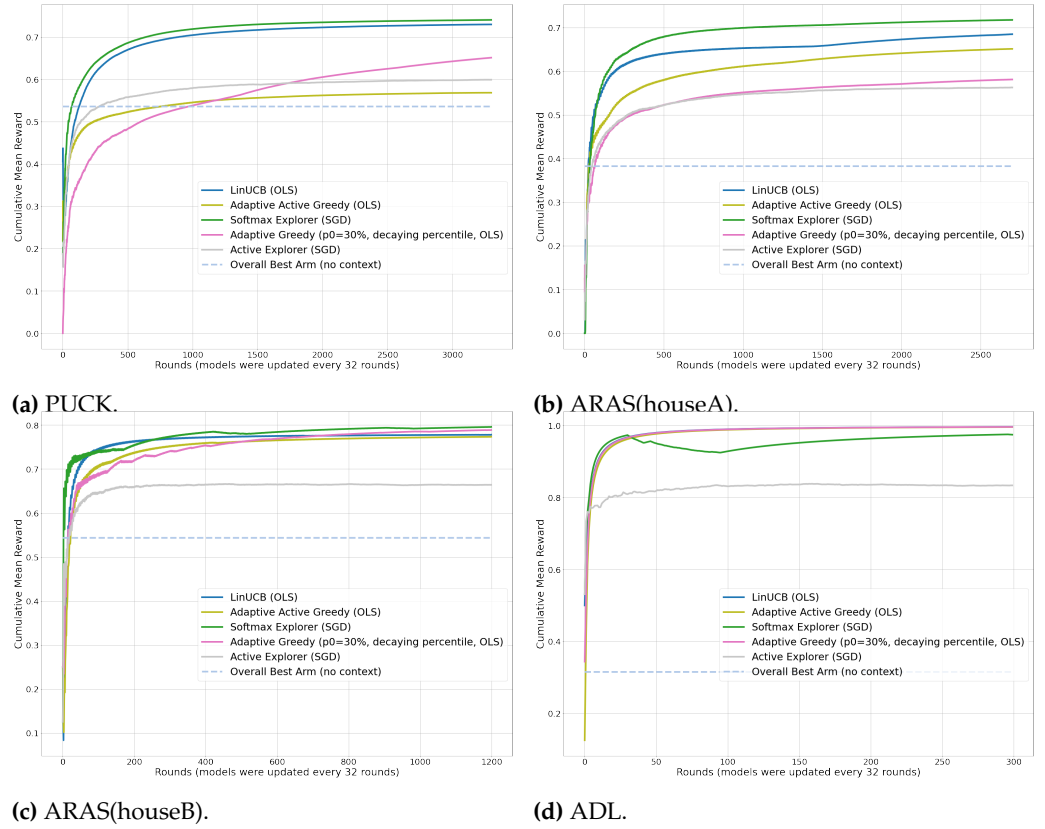 0.7
0.6
0.5
0.4
0.3
0.2
0.1
0.0
Cumulative Mean Reward
LinUCB (OLS)
Adaptive Active Greedy (OLS)
Softmax Explorer (SGD)
Adaptive Greedy (p0=30%, decaying percentile, OLS)
Active Explorer (SGD)
Overall Best Arm (no context)
0 500 1000 1500 2000 2500 3000
Rounds (models were updated every 32 rounds)
(a) PUCK.
0.7
0.6
0.5
0.4
0.3
0.2
0.1
0.0
Cumulative Mean Reward
LinUCB (OLS)
Adaptive Active Greedy (OLS)
Softmax Explorer (SGD)
Adaptive Greedy (p0=30%, decaying percentile, OLS)
Active Explorer (SGD)
Overall Best Arm (no context)
0 500 1000 1500 2000 2500
Rounds (models were updated every 32 rounds)
(b) ARAS(houseA).
0.8
0.7
0.6
0.5
0.4
0.3
0.2
0.1
Cumulative Mean Reward
LinUCB (OLS)
Adaptive Active Greedy (OLS)
Softmax Explorer (SGD)
Adaptive Greedy (p0=30%, decaying percentile, OLS)
Active Explorer (SGD)
Overall Best Arm (no context)
0 200 400 600 800 1000 1200
Rounds (models were updated every 32 rounds)
(c) ARAS(houseB).
1.0
0.8
0.6
0.4
0.2
Cumulative Mean Reward
LinUCB (OLS)
Adaptive Active Greedy (OLS)
Softmax Explorer (SGD)
Adaptive Greedy (p0=30%, decaying percentile, OLS)
Active Explorer (SGD)
Overall Best Arm (no context)
0 50 100 150 200 250 300
Rounds (models were updated every 32 rounds)
(d) ADL.